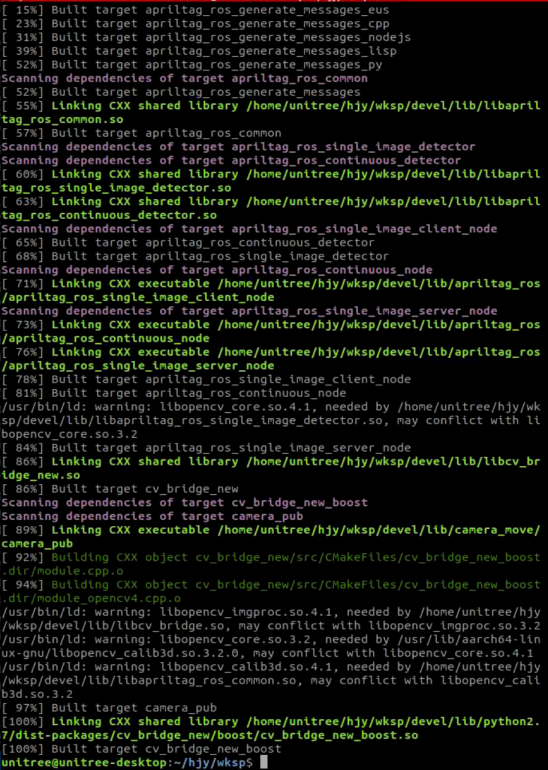 [ 15%] Built target apriltag_ros_generate_messages_eus
[ 23%] Built target apriltag_ros_generate_messages_cpp
[ 31%] Built target apriltag_ros_generate_messages_nodejs
[ 39%] Built target apriltag_ros_generate_messages_lisp
[ 52%] Built target apriltag_ros_generate_messages_py
Scanning dependencies of target apriltag_ros_common
[ 52%] Built target apriltag_ros_generate_messages
[ 55%] Linking CXX shared library /home/unitree/hjy/wksp/devel/lib/libapril
tag_ros_common.so
[ 57%] Built target apriltag_ros_common
Scanning dependencies of target apriltag_ros_single_image_detector
Scanning dependencies of target apriltag_ros_continuous_detector
[ 60%] Linking CXX shared library /home/unitree/hjy/wksp/devel/lib/libapril
tag_ros_single_image_detector.so
[ 63%] Linking CXX shared library /home/unitree/hjy/wksp/devel/lib/libapril
tag_ros_continuous_detector.so
Scanning dependencies of target apriltag_ros_single_image_client_node
[ 65%] Built target apriltag_ros_continuous_detector
[ 68%] Built target apriltag_ros_single_image_detector
Scanning dependencies of target apriltag_ros_continuous_node
[ 71%] Linking CXX executable /home/unitree/hjy/wksp/devel/lib/apriltag_ros
/apriltag_ros_single_image_client_node
Scanning dependencies of target apriltag_ros_single_image_server_node
[ 73%] Linking CXX executable /home/unitree/hjy/wksp/devel/lib/apriltag_ros
/apriltag_ros_continuous_node
[ 76%] Linking CXX executable /home/unitree/hjy/wksp/devel/lib/apriltag_ros
/apriltag_ros_single_image_server_node
[ 78%] Built target apriltag_ros_single_image_client_node
[ 81%] Built target apriltag_ros_continuous_node
/usr/bin/ld: warning: libopencv_core.so.4.1, needed by /home/unitree/hjy/wk
sp/devel/lib/libapriltag_ros_single_image_detector.so, may conflict with li
bopencv_core.so.3.2
[ 84%] Built target apriltag_ros_single_image_server_node
[ 86%] Linking CXX shared library /home/unitree/hjy/wksp/devel/lib/libcv_br
idge_new.so
[ 86%] Built target cv_bridge_new
Scanning dependencies of target cv_bridge_new_boost
Scanning dependencies of target camera_pub
[ 89%] Linking CXX executable /home/unitree/hjy/wksp/devel/lib/camera_move/
camera_pub
[ 92%] Building CXX object cv_bridge_new/src/CMakeFiles/cv_bridge_new_boost
.dir/module.cpp.o
[ 94%] Building CXX object cv_bridge_new/src/CMakeFiles/cv_bridge_new_boost
.dir/module_opencv4.cpp.o
/usr/bin/ld: warning: libopencv_imgproc.so.4.1, needed by /home/unitree/hjy
/wksp/devel/lib/libcv_bridge.so, may conflict with libopencv_imgproc.so.3.2
/usr/bin/ld: warning: libopencv_core.so.3.2, needed by /usr/lib/aarch64-lin
ux-gnu/libopencv_calib3d.so.3.2.0, may conflict with libopencv_core.so.4.1
/usr/bin/ld: warning: libopencv_calib3d.so.4.1, needed by /home/unitree/hjy
/wksp/devel/lib/libapriltag_ros_common.so, may conflict with libopencv_cali
b3d.so.3.2
[ 97%] Built target camera_pub
[100%] Linking CXX shared library /home/unitree/hjy/wksp/devel/lib/python2.
7/dist-packages/cv_bridge_new/boost/cv_bridge_new_boost.so
[100%] Built target cv_bridge_new_boost
unitree@unitree-desktop:~/hjy/wksp$